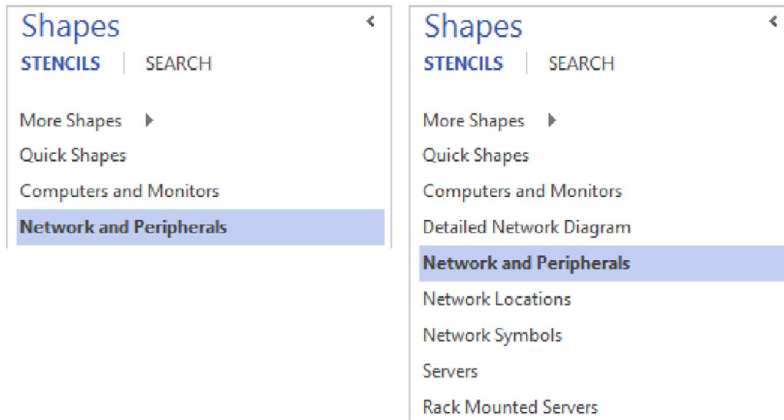 Shapes
STENCILS SEARCH
More Shapes
Quick Shapes
Computers and Monitors
Network and Peripherals
Shapes
STENCILS SEARCH
More Shapes
Quick Shapes
Computers and Monitors
Detailed Network Diagram
Network and Peripherals
Network Locations
Network Symbols
Servers
Rack Mounted Servers